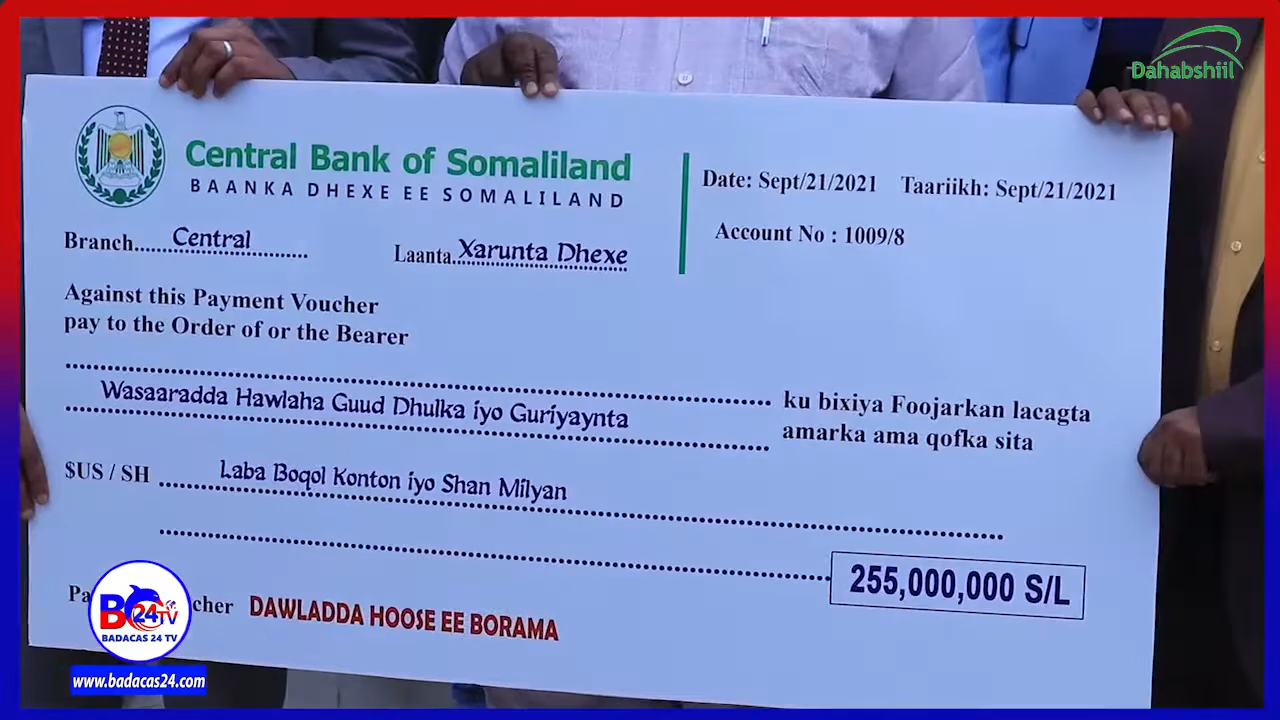 Dahabshiil
Central Bank of Somaliland
BAANKA DHEXE EE SOMALILAND
Date: Sept/21/2021 Taariikh: Sept/21/2021
Account No : 1009/8
Branch......Central
Laanta..Xarunta Dhexe
Against this Payment Voucher
pay to the Order of or the Bearer
Wasaaradda Hawlaha Guud Dhulka iyo Guriyaynta
ku bixiya Foojarkan lacagta
amarka ama qofka sita
$US / SH Laba Boqol Konton iyo Shan Milyan
255,000,000 S/L
DAWLADDA HOOSE EE BORAMA
24TV
BADACAS 24 TV
www.badacas24.com